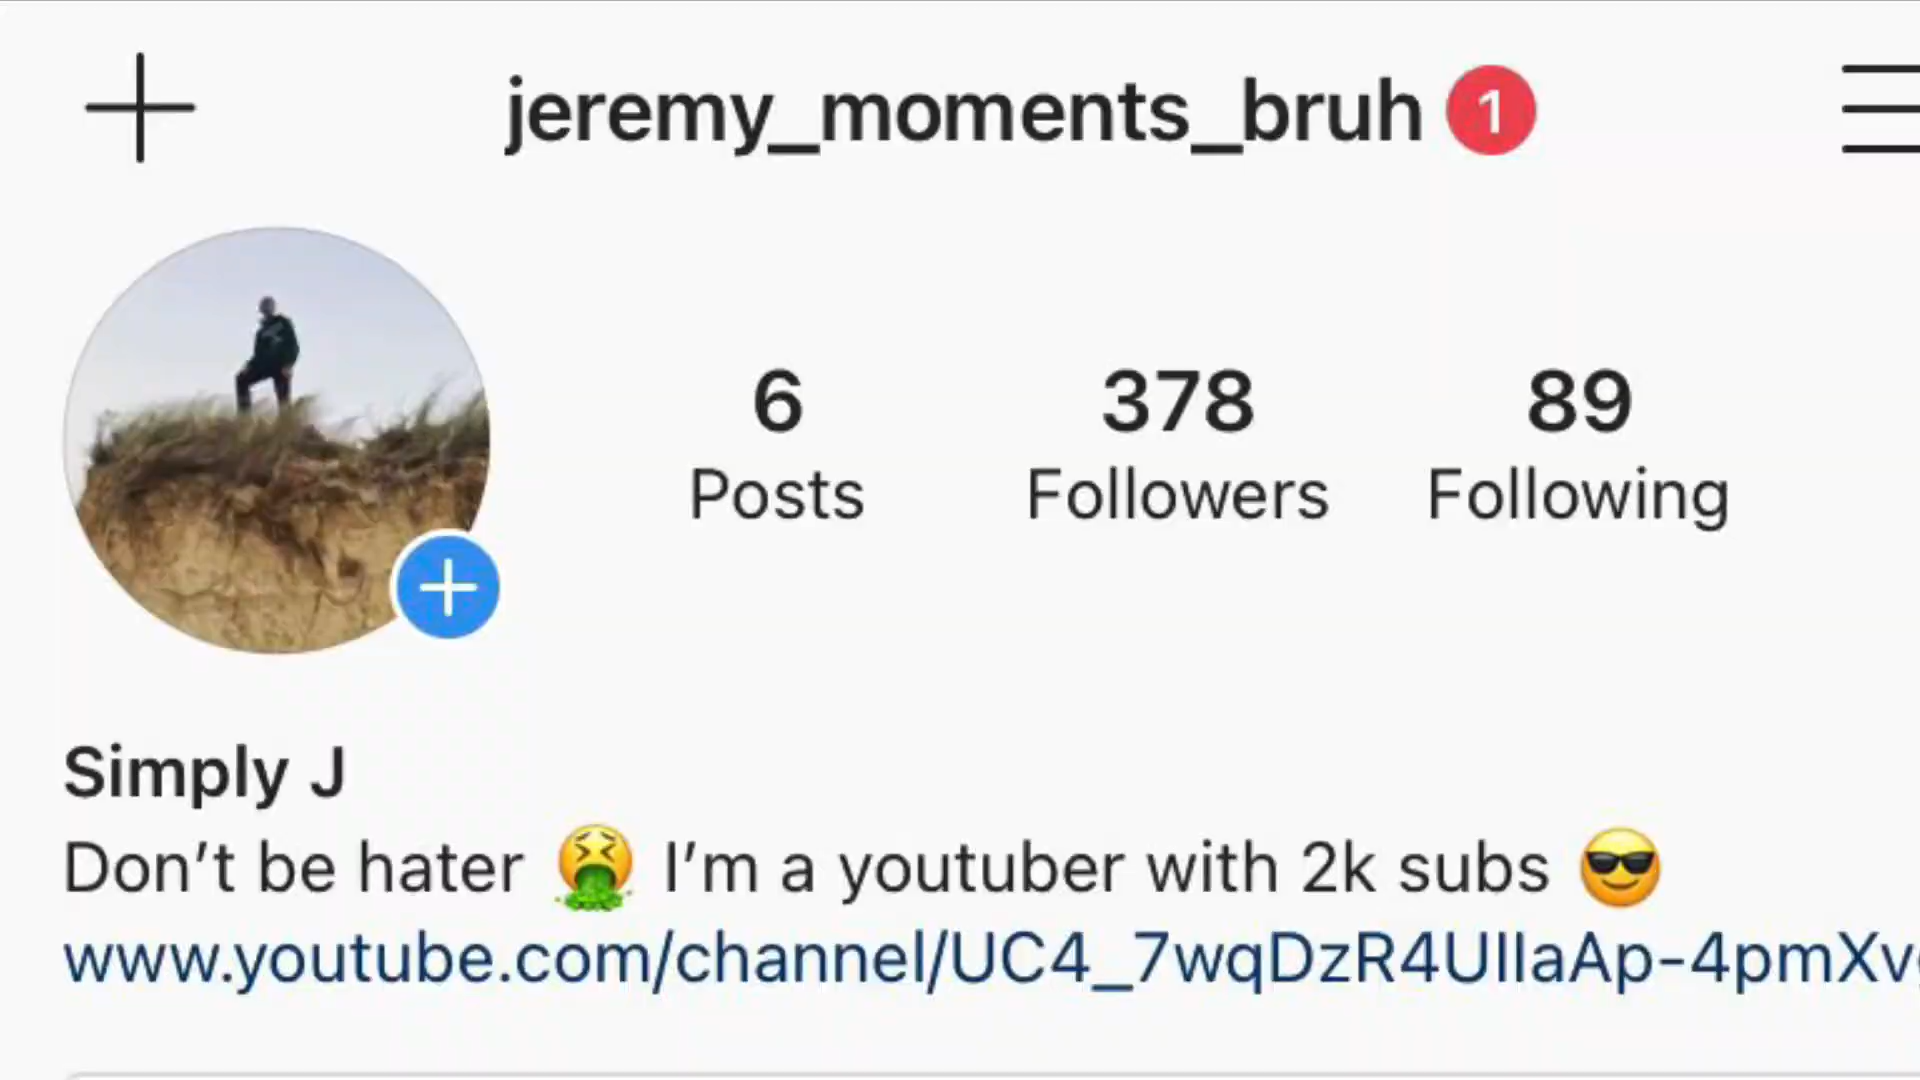 jeremy_moments_bruh 1
6 378 89
Posts Followers Following
Simply J
Don’t be hater 🤮 I’m a youtuber with 2k subs 😎
www.youtube.com/channel/UC4_7wqDzR4UIlaAp-4pmXv